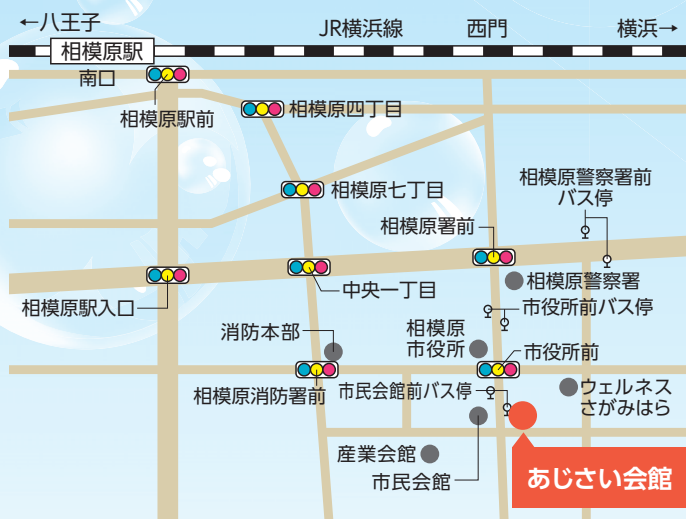 ←八王子
JR横浜線
西門
横浜→
相模原駅
南口
相模原駅前
相模原四丁目
相模原七丁目
相模原警察署前
バス停
相模原署前
相模原警察署
中央一丁目
相模原駅入口
市役所前バス停
消防本部
相模原
市役所
市役所前
相模原消防署前
市民会館前バス停
ウェルネス
さがみはら
産業会館
市民会館
あじさい会館